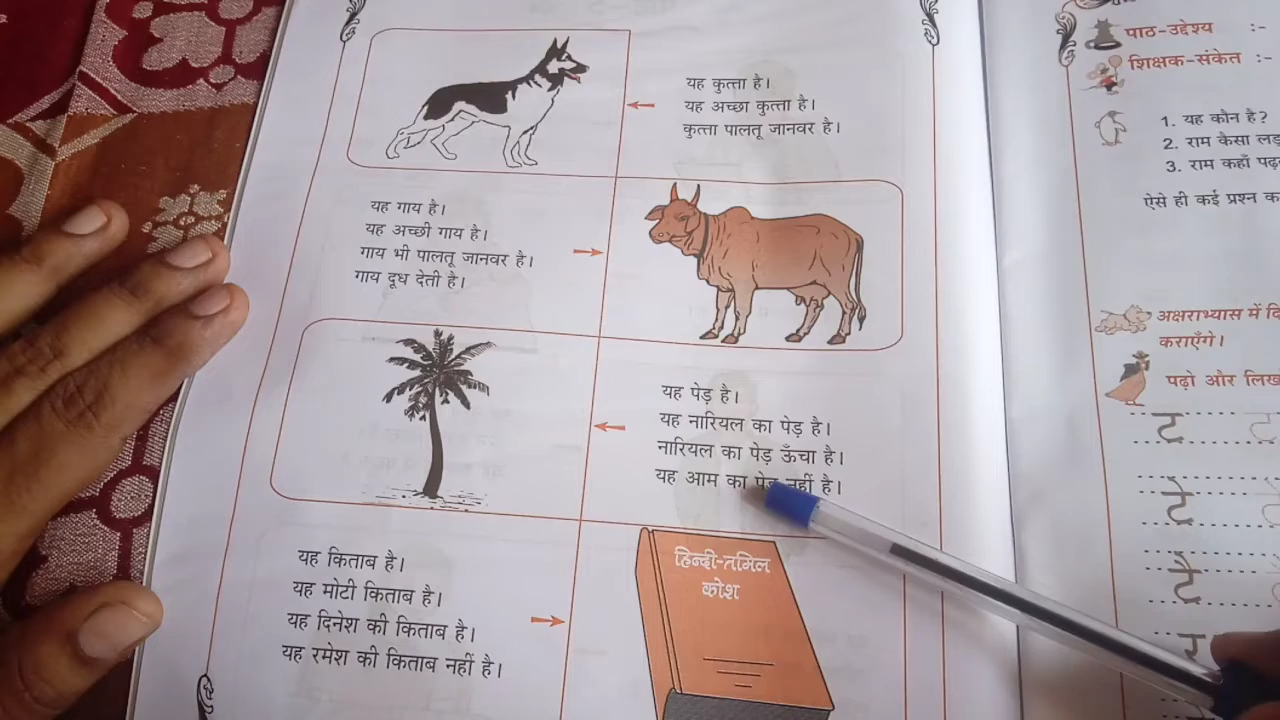 यह कुत्ता है।
यह अच्छा कुत्ता है।
कुत्ता पालतू जानवर है।
यह गाय है।
यह अच्छी गाय है।
गाय भी पालतू जानवर है।
गाय दूध देती है।
यह पेड़ है।
यह नारियल का पेड़ है।
नारियल का पेड़ ऊँचा है।
यह आम का पेड़ नहीं है।
यह किताब है।
यह मोटी किताब है।
यह दिनेश की किताब है।
यह रमेश की किताब नहीं है।
हिन्दी-तमिल
कोश
पाठ-उद्देश्य :-
शिक्षक-संकेत :-
1. यह कौन है?
2. राम कैसा
3. राम कहाँ
ऐसे ही कई प्रश्न
अक्षराभ्यास में
कराएँगे।
पढ़ो और
ट
टे
टै